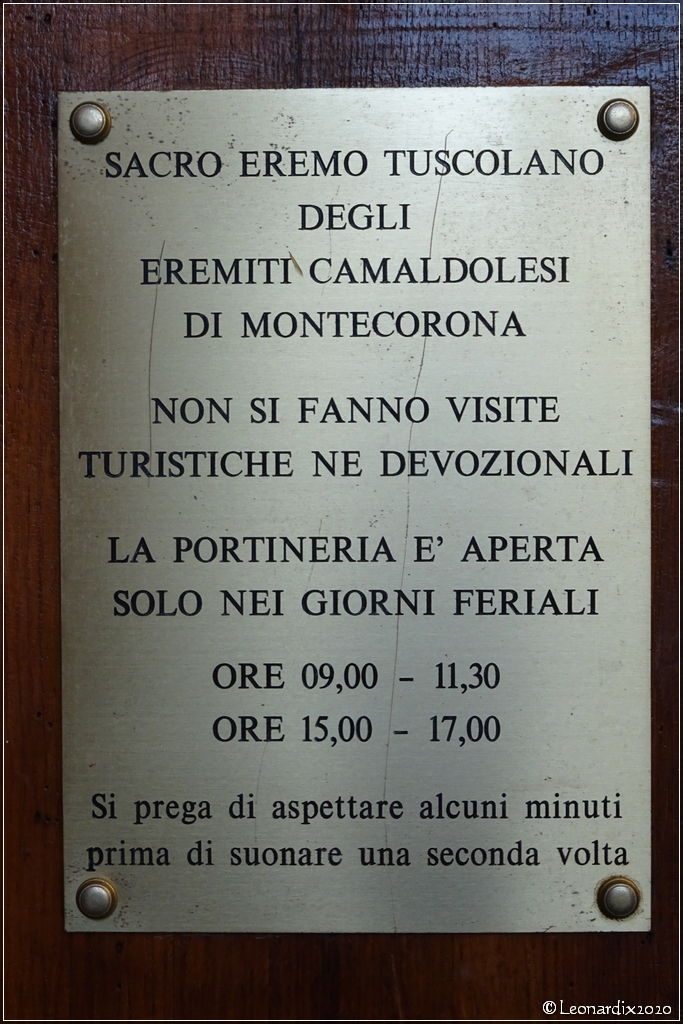 SACRO EREMO TUSCOLANO
DEGLI
EREMITI CAMALDOLESI
DI MONTECORONA
NON SI FANNO VISITE
TURISTICHE NE DEVOZIONALI
LA PORTINERIA E' APERTA
SOLO NEI GIORNI FERIALI
ORE 09,00 – 11,30
ORE 15,00 – 17,00
Si prega di aspettare alcuni minuti
prima di suonare una seconda volta
© Leonardix2020